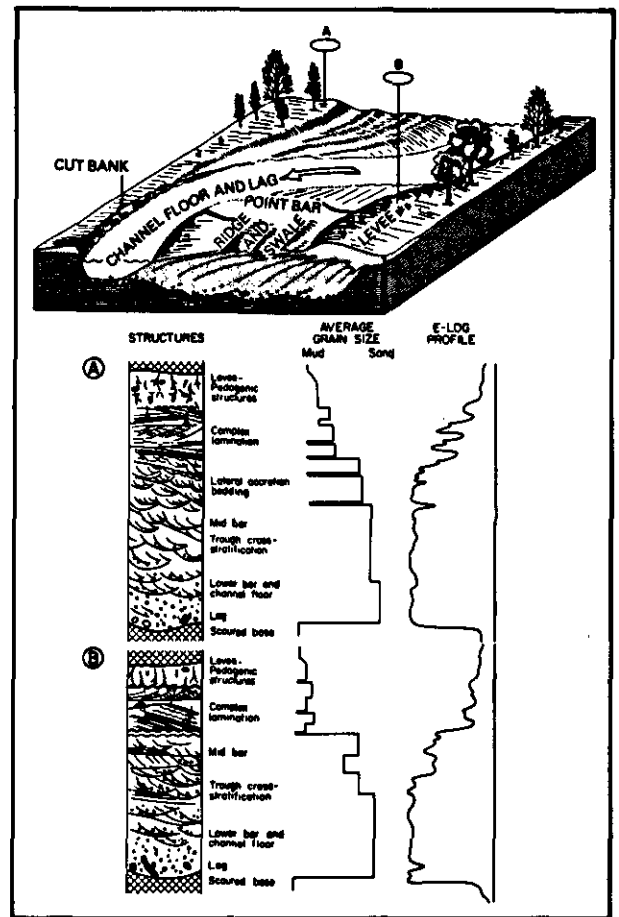 A
B
CUT BANK
CHANNEL FLOOR AND LAG
POINT BAR
RIDGE
AND
SWALE
LEVEE
STRUCTURES
AVERAGE
GRAIN SIZE
Mud Sand
E-LOG
PROFILE
A
Levee-
Pedogenic
structures
Complex
lamination
Lateral accretion
bedding
Mid bar
Trough cross-
stratification
Lower bar and
channel floor
Lag
Scoured base
B
Levee-
Pedogenic
structures
Complex
lamination
Mid bar
Trough cross-
stratification
Lower bar and
channel floor
Lag
Scoured base